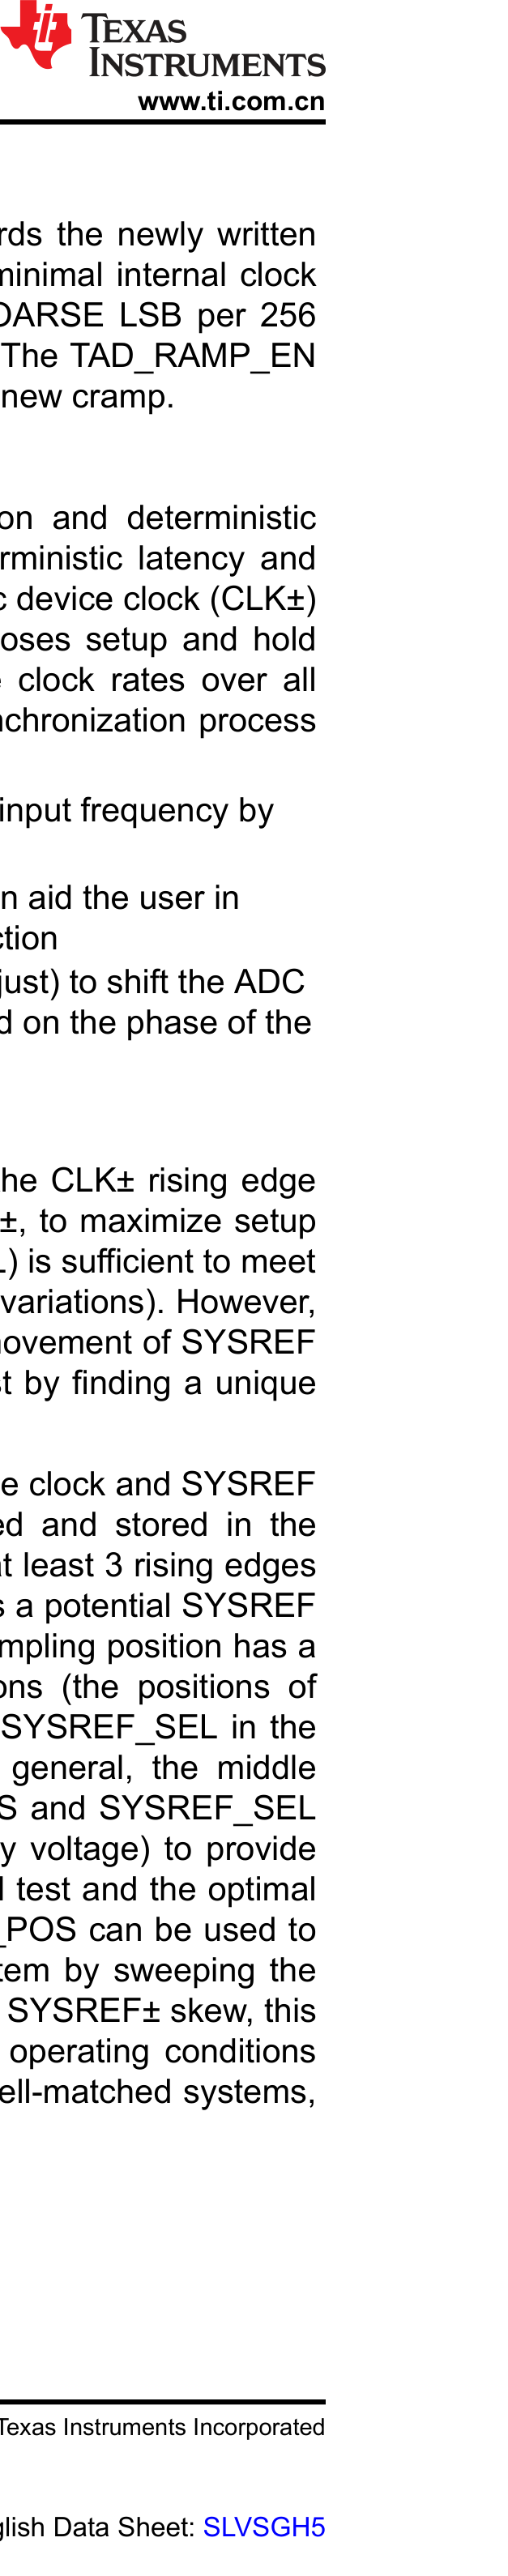 TEXAS
INSTRUMENTS
www.ti.com.cn
rds the newly written
minimal internal clock
OARSE LSB per 256
The TAD_RAMP_EN
new cramp.
on and deterministic
rministic latency and
c device clock (CLK±)
oses setup and hold
e clock rates over all
nchronization process
input frequency by
n aid the user in
ction
just) to shift the ADC
d on the phase of the
he CLK± rising edge
±, to maximize setup
L) is sufficient to meet
variations). However,
movement of SYSREF
st by finding a unique
e clock and SYSREF
ed and stored in the
at least 3 rising edges
s a potential SYSREF
mpling position has a
ons (the positions of
SYSREF_SEL in the
general, the middle
S and SYSREF_SEL
y voltage) to provide
l test and the optimal
_POS can be used to
tem by sweeping the
SYSREF± skew, this
operating conditions
ell-matched systems,
Texas Instruments Incorporated
glish Data Sheet: SLVSGH5